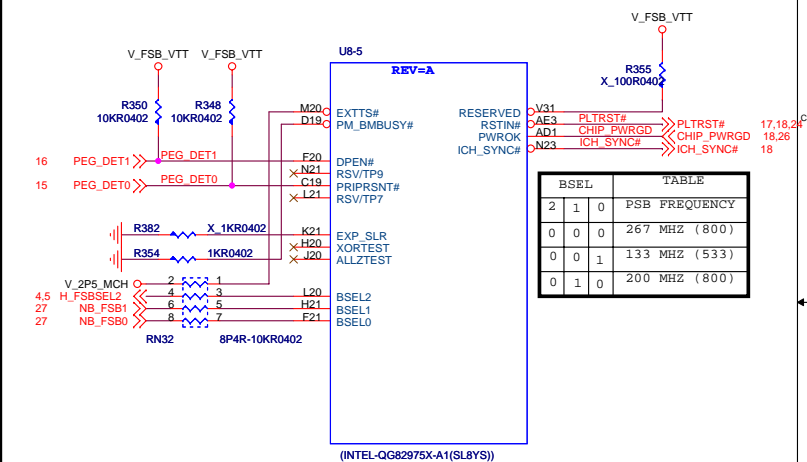 V_FSB_VTT
V_FSB_VTT V_FSB_VTT
U8-5
REV=A
R355
X_100R0402
R350
10KR0402
R348
10KR0402
M20 EXTTS#
D19 PM_BMBUSY#
RESERVED V31
RSTIN# AE3 PLTRST# PLTRST# 17,18,24
PWROK AD1 CHIP_PWRGD CHIP_PWRGD 18,26
ICH_SYNC# N23 ICH_SYNC# ICH_SYNC# 18
C
16 PEG_DET1 PEG_DET1 F20 DPEN#
N21 RSV/TP9
15 PEG_DET0 PEG_DET0 C19 PRIPRSNT#
L21 RSV/TP7
BSEL TABLE
2 1 0 PSB FREQUENCY
0 0 0 267 MHZ (800)
0 0 1 133 MHZ (533)
0 1 0 200 MHZ (800)
R382 X_1KR0402 K21 EXP_SLR
H20 XORTEST
R354 1KR0402 J20 ALLZTEST
V_2P5_MCH 2 1
4,5 H_FSBSEL2 4 3 L20 BSEL2
27 NB_FSB1 6 5 H21 BSEL1
27 NB_FSB0 8 7 F21 BSEL0
RN32 8P4R-10KR0402
(INTEL-QG82975X-A1(SL8YS))